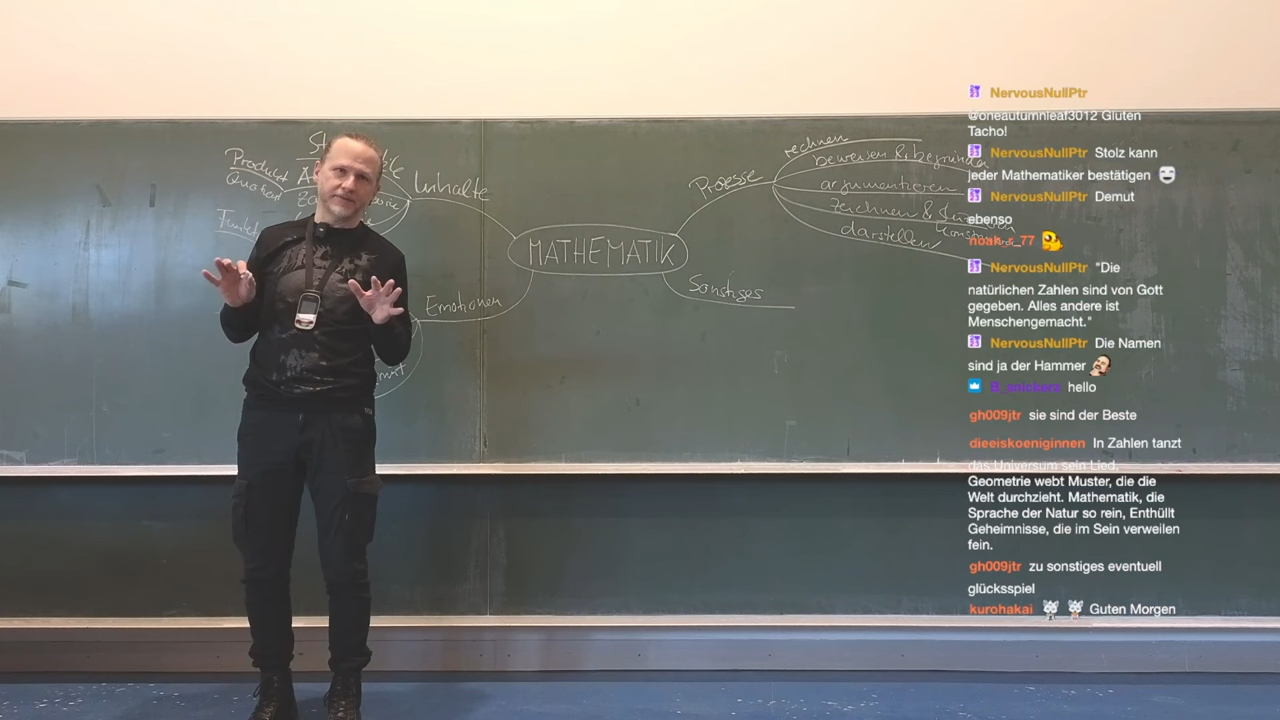 Produkt
Quotient
Inhalte
Emotionen
MATHEMATIK
Prozesse
rechnen
beweisen & begründen
argumentieren
zeichnen &
darstellen
Sonstiges
NervousNullPtr
@oneautumnleaf3012 Gluten
Tacho!
NervousNullPtr Stolz kann
jeder Mathematiker bestätigen
NervousNullPtr Demut
ebenso
noah_r_77
NervousNullPtr "Die
natürlichen Zahlen sind von Gott
gegeben. Alles andere ist
Menschengemacht."
NervousNullPtr Die Namen
sind ja der Hammer
B_snickers hello
gh009jtr sie sind der Beste
dieeiskoeniginnen In Zahlen tanzt
das Universum sein Lied,
Geometrie webt Muster, die die
Welt durchzieht. Mathematik, die
Sprache der Natur so rein, Enthüllt
Geheimnisse, die im Sein verweilen
fein.
gh009jtr zu sonstiges eventuell
glücksspiel
kurohakai Guten Morgen